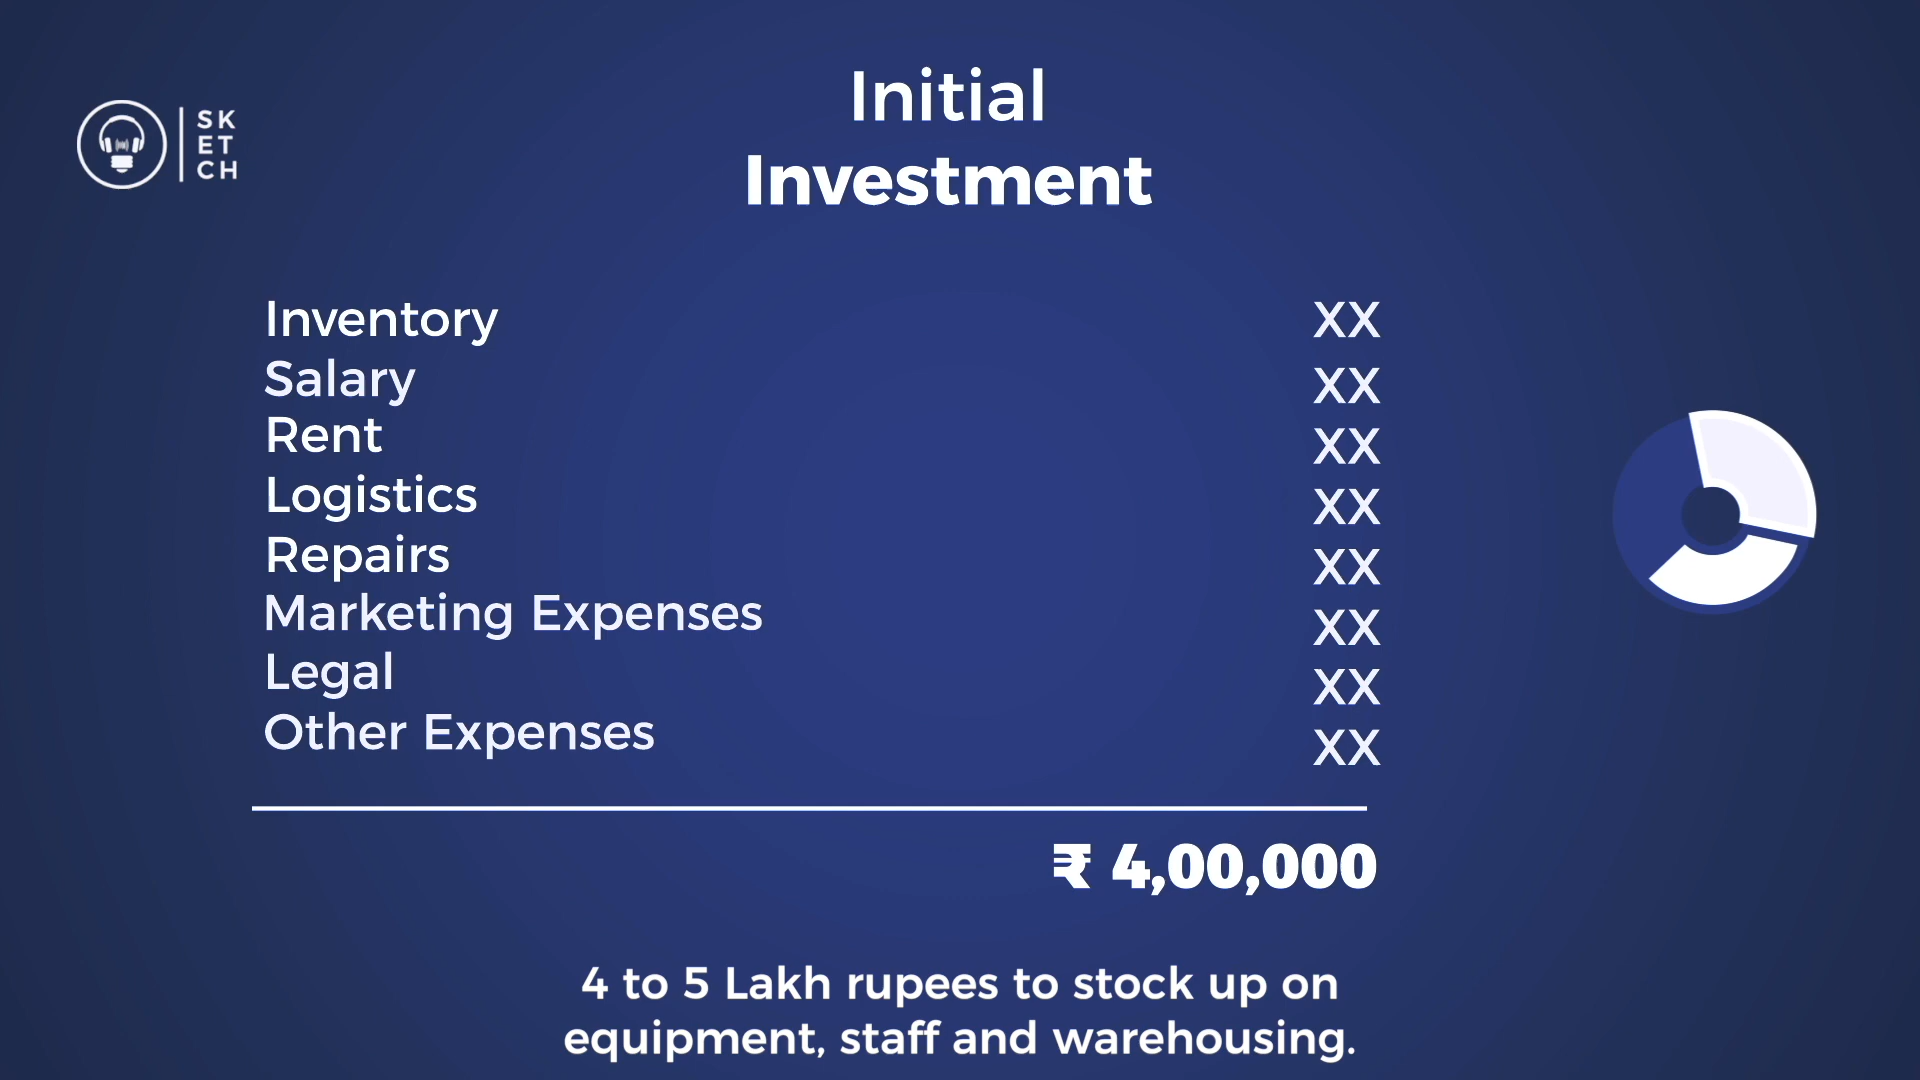 SK
ET
CH
Initial
Investment
Inventory XX
Salary XX
Rent XX
Logistics XX
Repairs XX
Marketing Expenses XX
Legal XX
Other Expenses XX
₹ 4,00,000
4 to 5 Lakh rupees to stock up on
equipment, staff and warehousing.